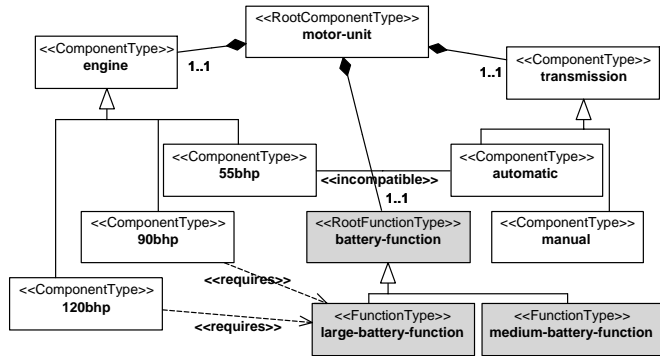 <<RootComponentType>>
motor-unit
<<ComponentType>>
engine
1..1
1..1
<<ComponentType>>
transmission
<<ComponentType>>
55bhp
<<incompatible>>
<<ComponentType>>
automatic
1..1
<<ComponentType>>
90bhp
<<RootFunctionType>>
battery-function
<<ComponentType>>
manual
<<requires>>
<<ComponentType>>
120bhp
<<requires>>
<<FunctionType>>
large-battery-function
<<FunctionType>>
medium-battery-function